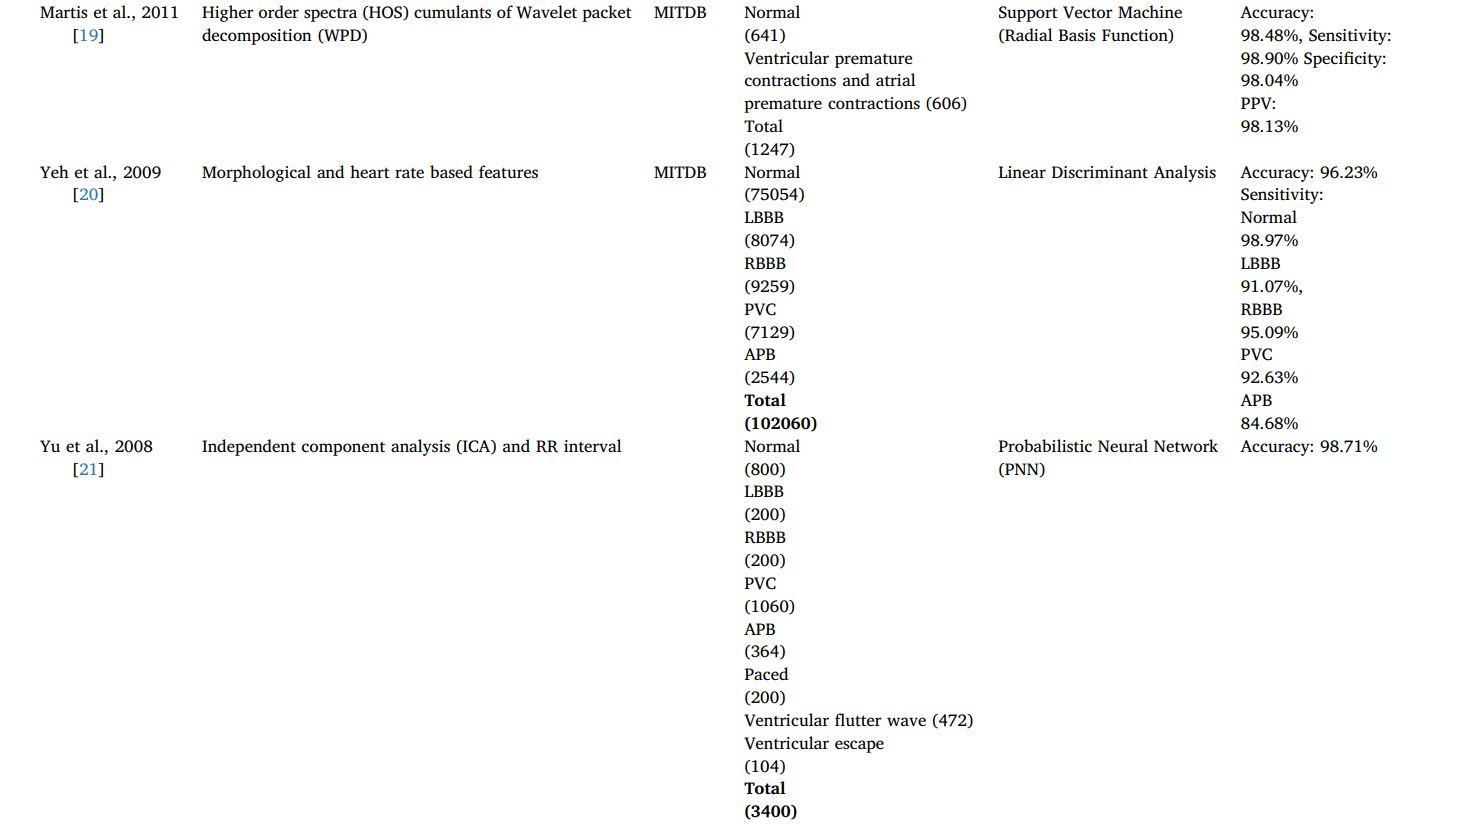 Martis et al., 2011
[19]
Higher order spectra (HOS) cumulants of Wavelet packet
decomposition (WPD)
MITDB
Normal
(641)
Ventricular premature
contractions and atrial
premature contractions (606)
Total
(1247)
Support Vector Machine
(Radial Basis Function)
Accuracy:
98.48%, Sensitivity:
98.90% Specificity:
98.04%
PPV:
98.13%
Yeh et al., 2009
[20]
Morphological and heart rate based features
MITDB
Normal
(75054)
LBBB
(8074)
RBBB
(9259)
PVC
(7129)
APB
(2544)
Total
(102060)
Linear Discriminant Analysis
Accuracy: 96.23%
Sensitivity:
Normal
98.97%
LBBB
91.07%,
RBBB
95.09%
PVC
92.63%
APB
84.68%
Yu et al., 2008
[21]
Independent component analysis (ICA) and RR interval
Normal
(800)
LBBB
(200)
RBBB
(200)
PVC
(1060)
APB
(364)
Paced
(200)
Ventricular flutter wave (472)
Ventricular escape
(104)
Total
(3400)
Probabilistic Neural Network
(PNN)
Accuracy: 98.71%